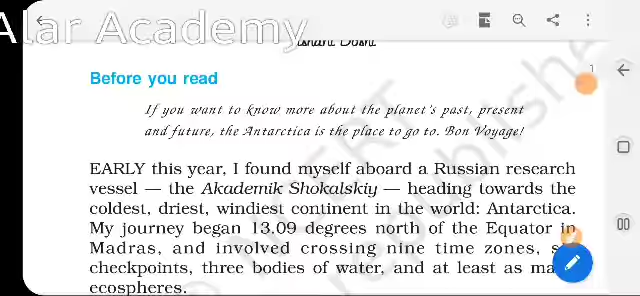 Alar Academy
Before you read
1
If you want to know more about the planet's past, present
and future, the Antarctica is the place to go to. Bon Voyage!
EARLY this year, I found myself aboard a Russian research
vessel — the Akademik Shokalskiy — heading towards the
coldest, driest, windiest continent in the world: Antarctica.
My journey began 13.09 degrees north of the Equator in
Madras, and involved crossing nine time zones,
checkpoints, three bodies of water, and at least as
ecospheres.